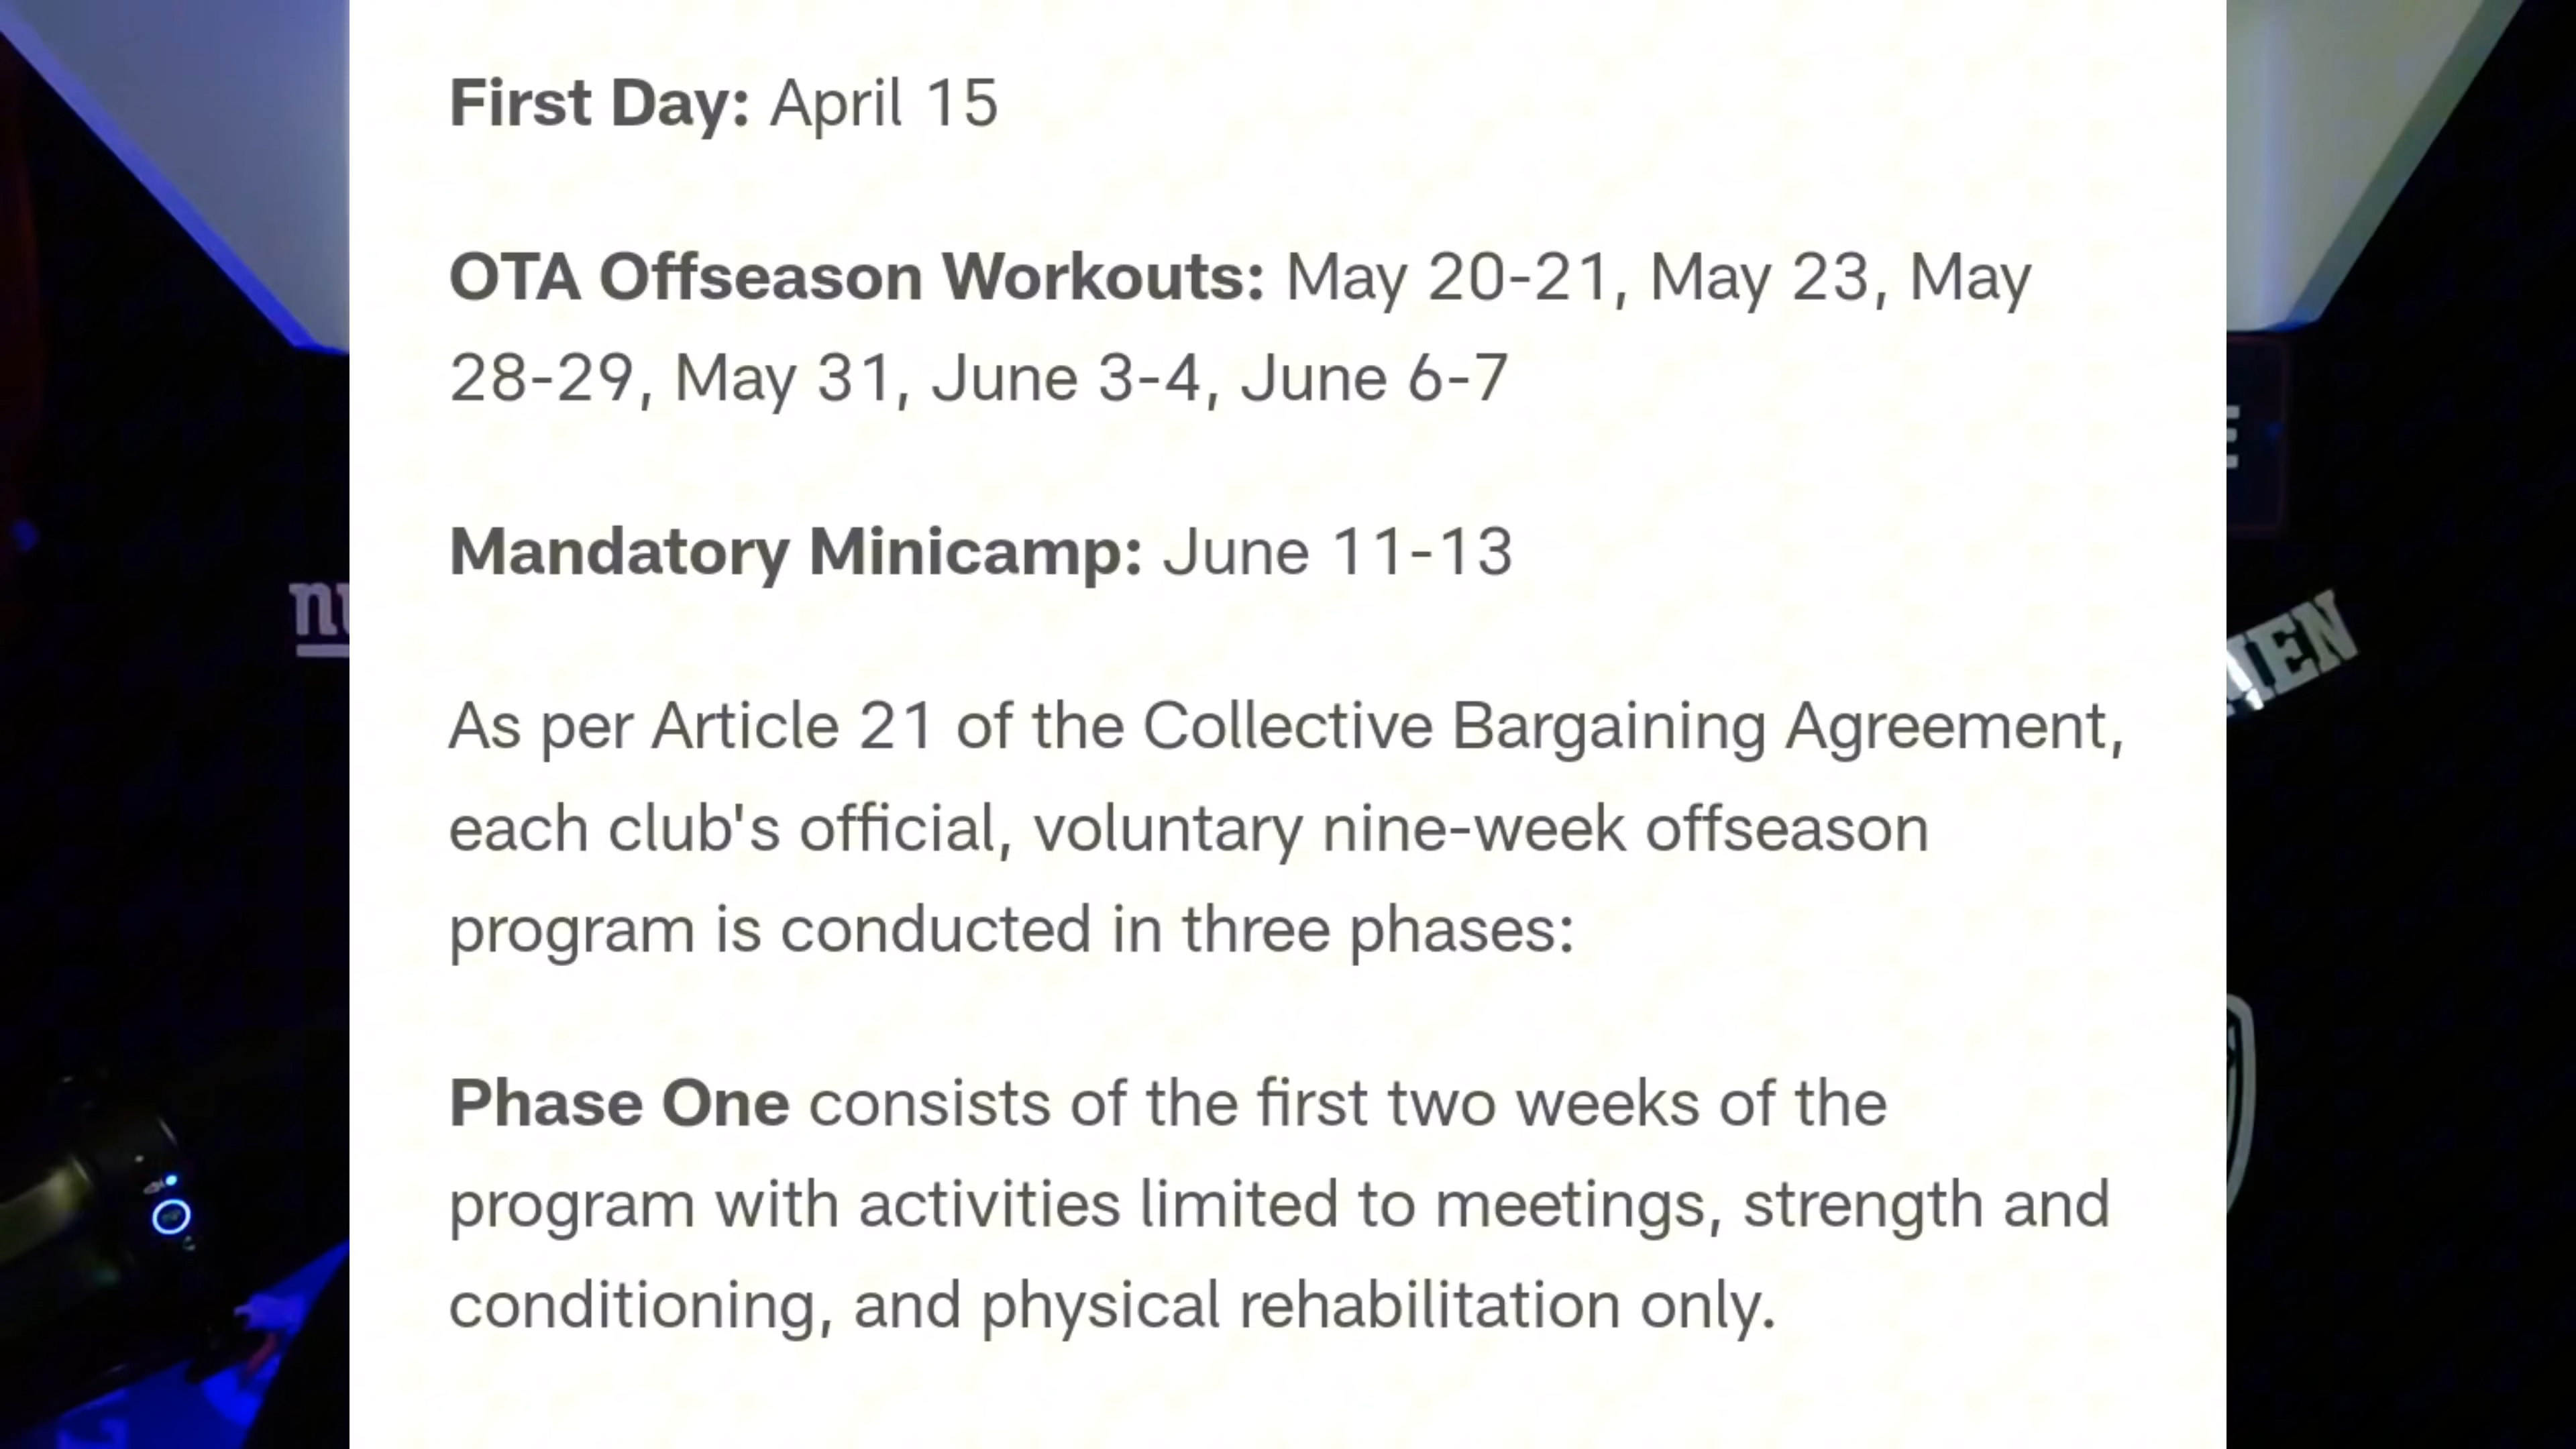 First Day: April 15
OTA Offseason Workouts: May 20-21, May 23, May
28-29, May 31, June 3-4, June 6-7
Mandatory Minicamp: June 11-13
As per Article 21 of the Collective Bargaining Agreement,
each club's official, voluntary nine-week offseason
program is conducted in three phases:
Phase One consists of the first two weeks of the
program with activities limited to meetings, strength and
conditioning, and physical rehabilitation only.